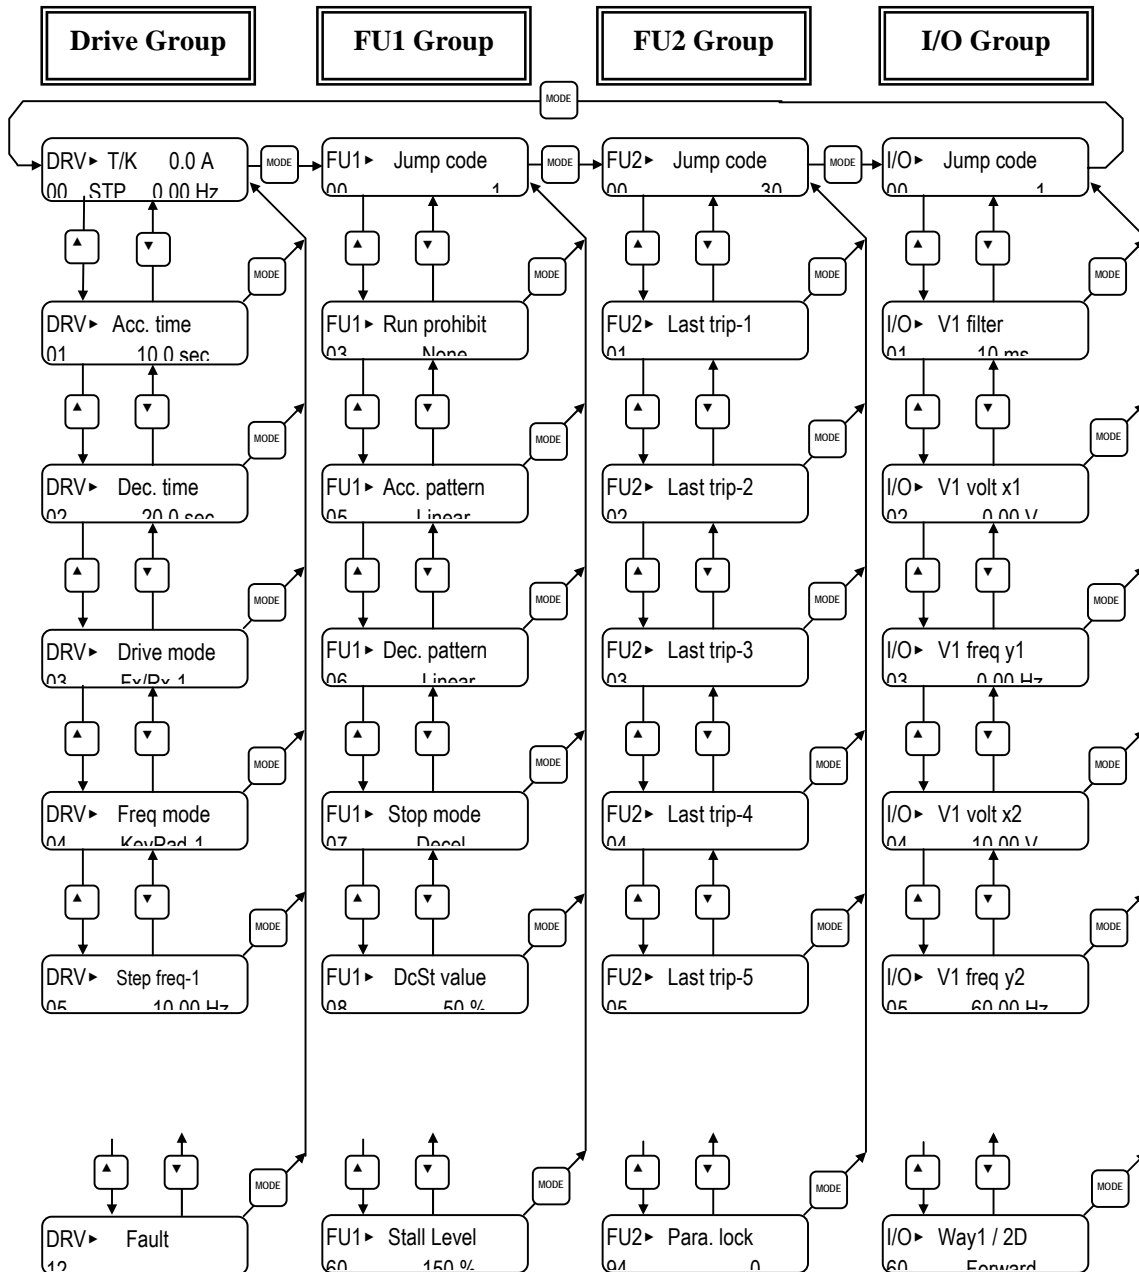 Drive Group
FU1 Group
FU2 Group
I/O Group
MODE
DRV► T/K 0.0 A
00 STP 0.00 Hz
MODE
FU1► Jump code
00 1
MODE
FU2► Jump code
00 30
MODE
I/O► Jump code
00 1
▲ ▼ MODE
▲ ▼ MODE
▲ ▼ MODE
▲ ▼ MODE
DRV► Acc. time
01 10.0 sec
FU1► Run prohibit
03 None
FU2► Last trip-1
01
I/O► V1 filter
01 10 ms
▲ ▼ MODE
▲ ▼ MODE
▲ ▼ MODE
▲ ▼ MODE
DRV► Dec. time
02 20.0 sec
FU1► Acc. pattern
05 Linear
FU2► Last trip-2
02
I/O► V1 volt x1
02 0.00 V
▲ ▼ MODE
▲ ▼ MODE
▲ ▼ MODE
▲ ▼ MODE
DRV► Drive mode
03 Fx/Rx-1
FU1► Dec. pattern
06 Linear
FU2► Last trip-3
03
I/O► V1 freq y1
03 0.00 Hz
▲ ▼ MODE
▲ ▼ MODE
▲ ▼ MODE
▲ ▼ MODE
DRV► Freq mode
04 KeyPad-1
FU1► Stop mode
07 Decel
FU2► Last trip-4
04
I/O► V1 volt x2
04 10.00 V
▲ ▼ MODE
▲ ▼ MODE
▲ ▼ MODE
▲ ▼ MODE
DRV► Step freq-1
05 10.00 Hz
FU1► DcSt value
08 50 %
FU2► Last trip-5
05
I/O► V1 freq y2
05 60.00 Hz
▲ ▼ MODE
▲ ▼ MODE
▲ ▼ MODE
▲ ▼ MODE
DRV► Fault
12
FU1► Stall Level
60 150 %
FU2► Para. lock
94 0
I/O► Way1 / 2D
60 Forward